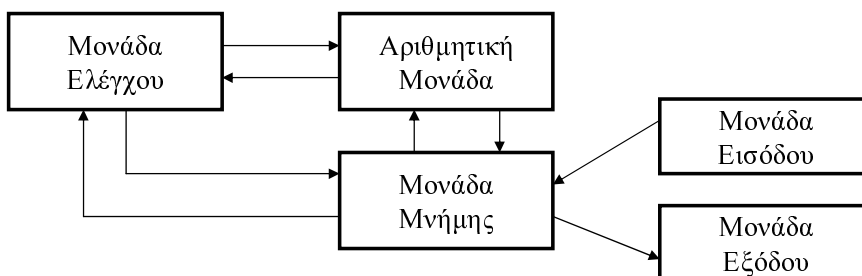 Μονάδα
Ελέγχου
Αριθμητική
Μονάδα
Μονάδα
Μνήμης
Μονάδα
Εισόδου
Μονάδα
Εξόδου